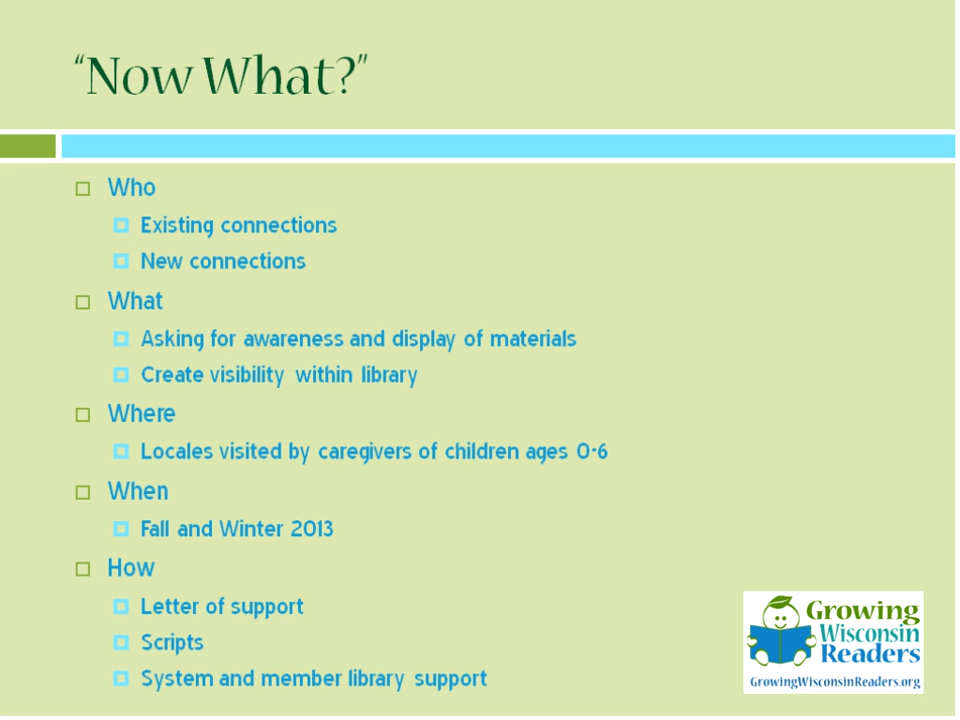 “Now What?”
Who
Existing connections
New connections
What
Asking for awareness and display of materials
Create visibility within library
Where
Locales visited by caregivers of children ages 0-6
When
Fall and Winter 2013
How
Letter of support
Scripts
System and member library support
Growing
Wisconsin
Readers
GrowingWisconsinReaders.org